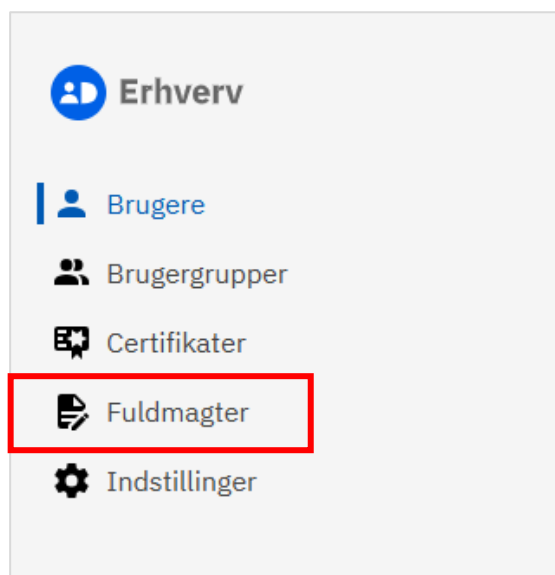 Erhverv
Brugere
Brugergrupper
Certifikater
Fuldmagter
Indstillinger